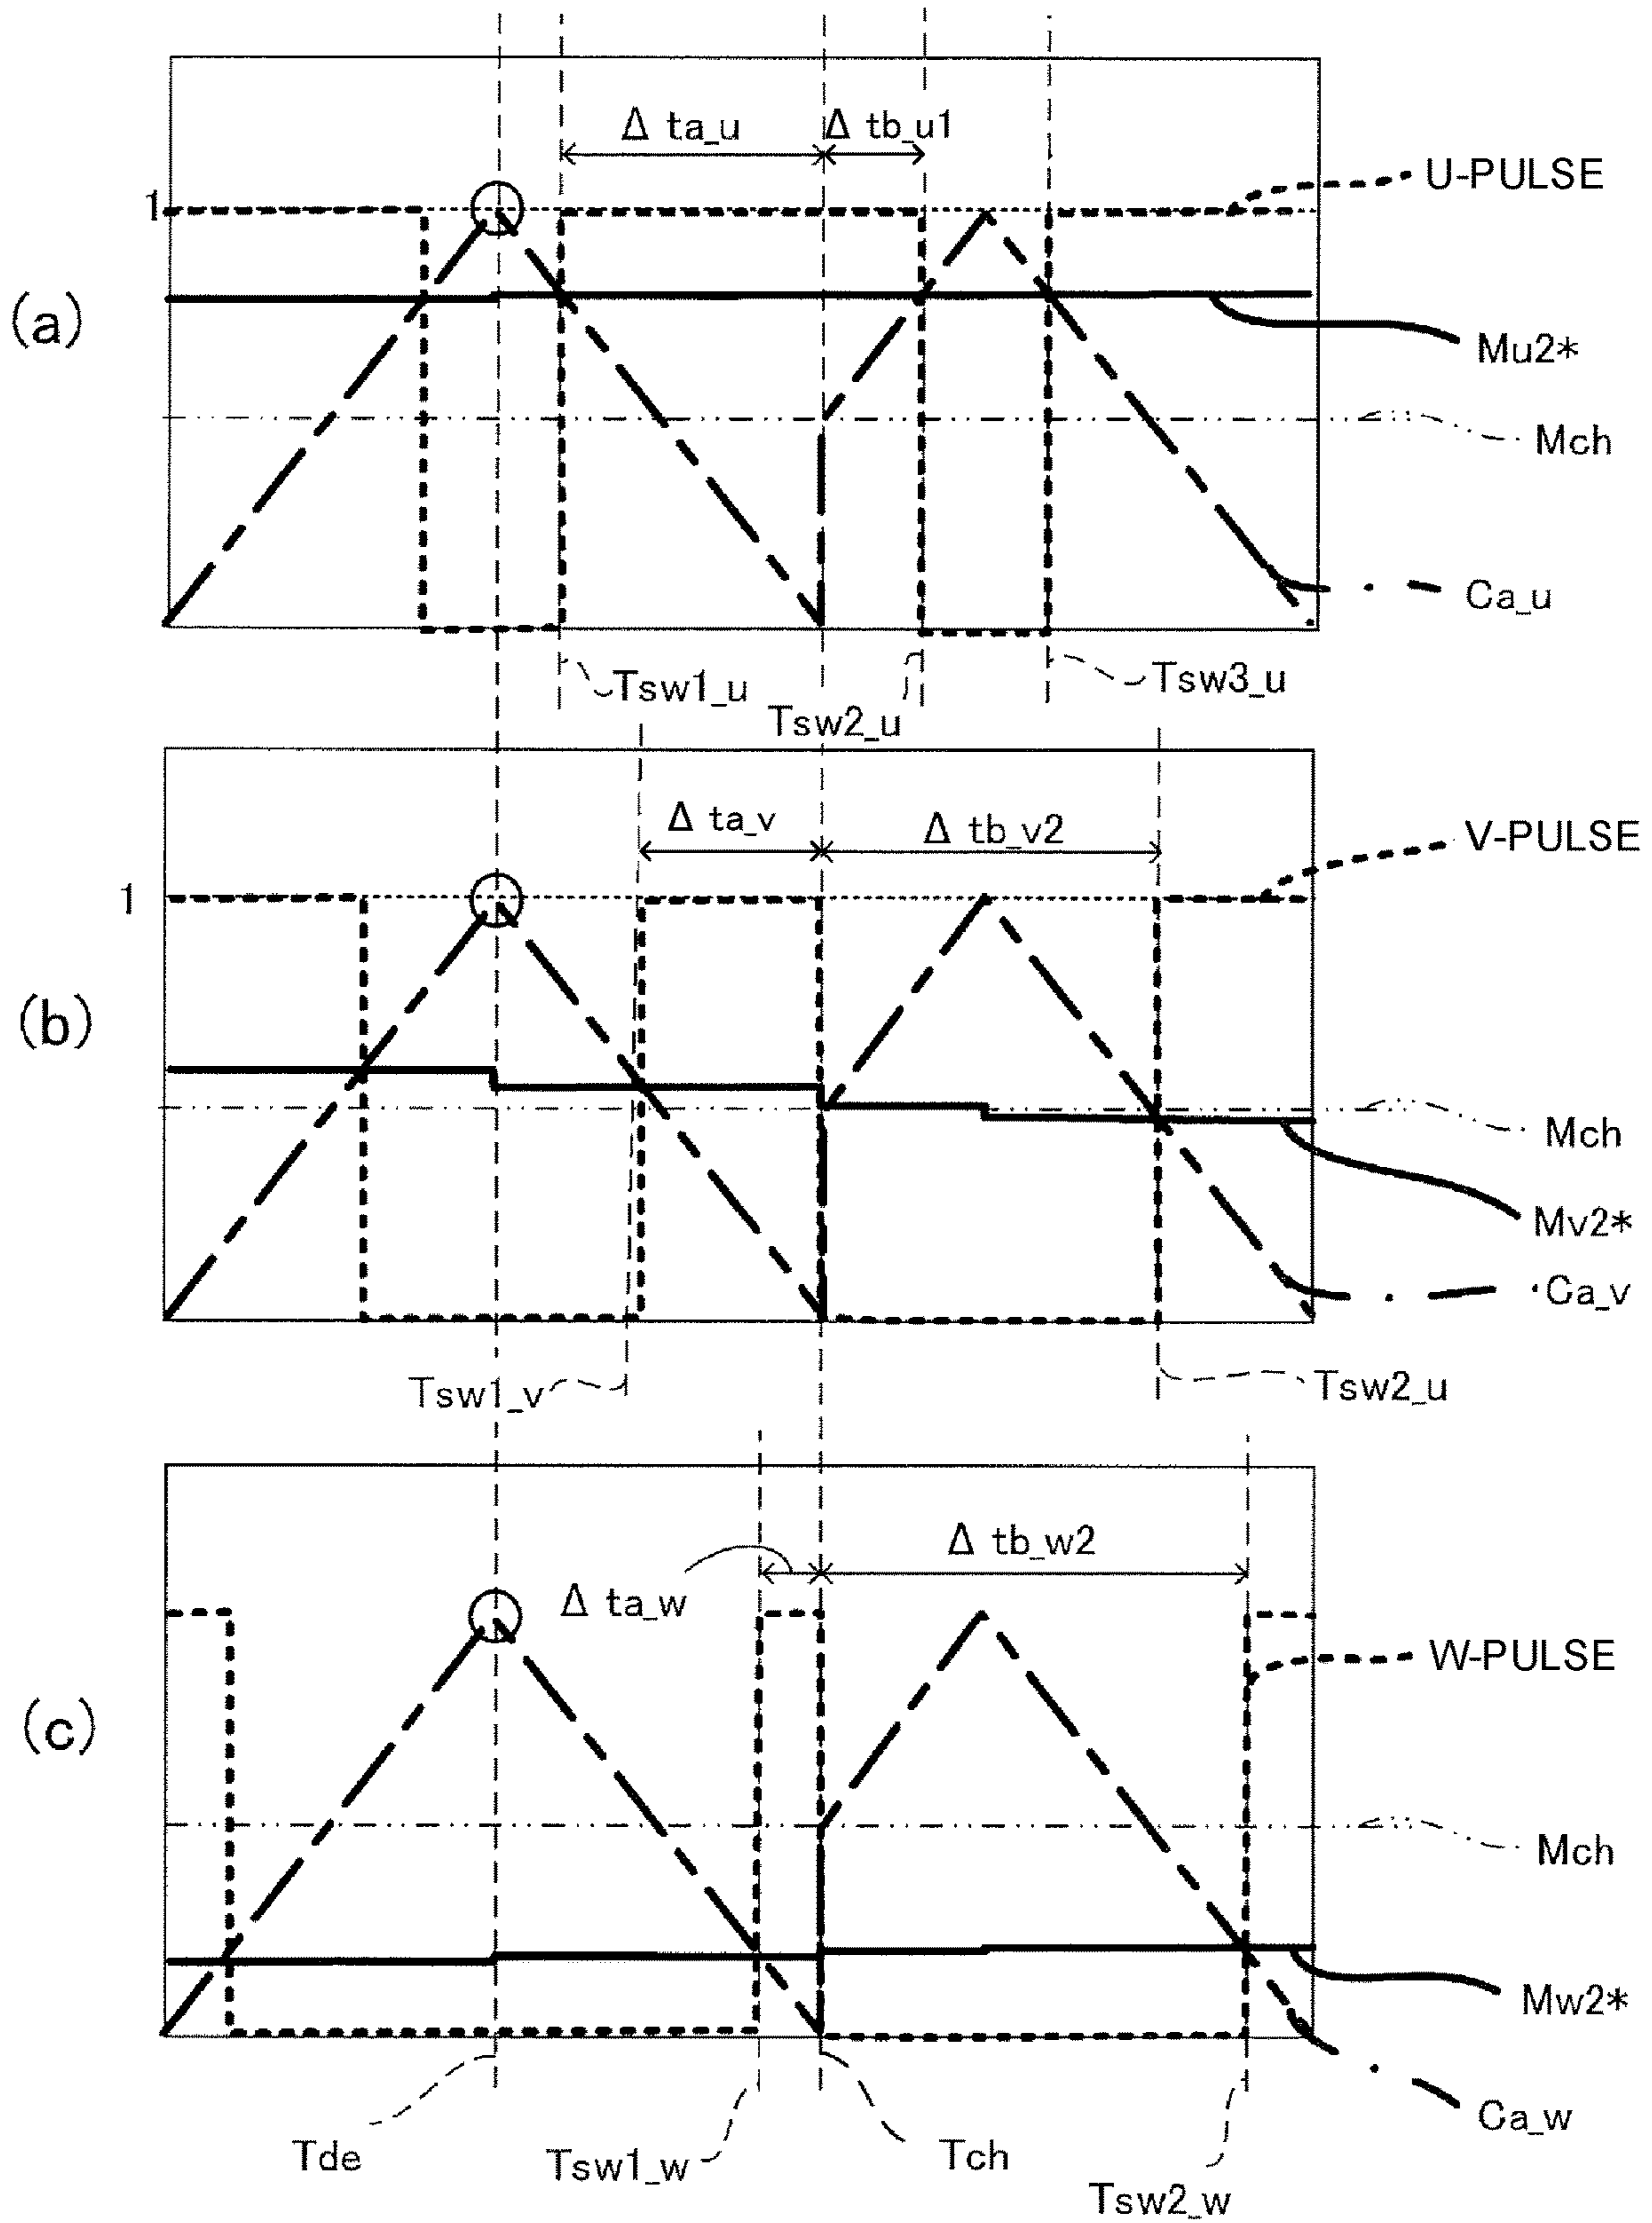 Δ ta_u
Δ tb_u1
U-PULSE
1
(a)
Mu2*
Mch
Ca_u
Tsw1_u
Tsw3_u
Tsw2_u
Δ ta_v
Δ tb_v2
V-PULSE
1
(b)
Mch
Mv2*
Ca_v
Tsw1_v
Tsw2_u
Δ tb_w2
Δ ta_w
W-PULSE
(c)
Mch
Mw2*
Ca_w
Tde
Tsw1_w
Tch
Tsw2_w